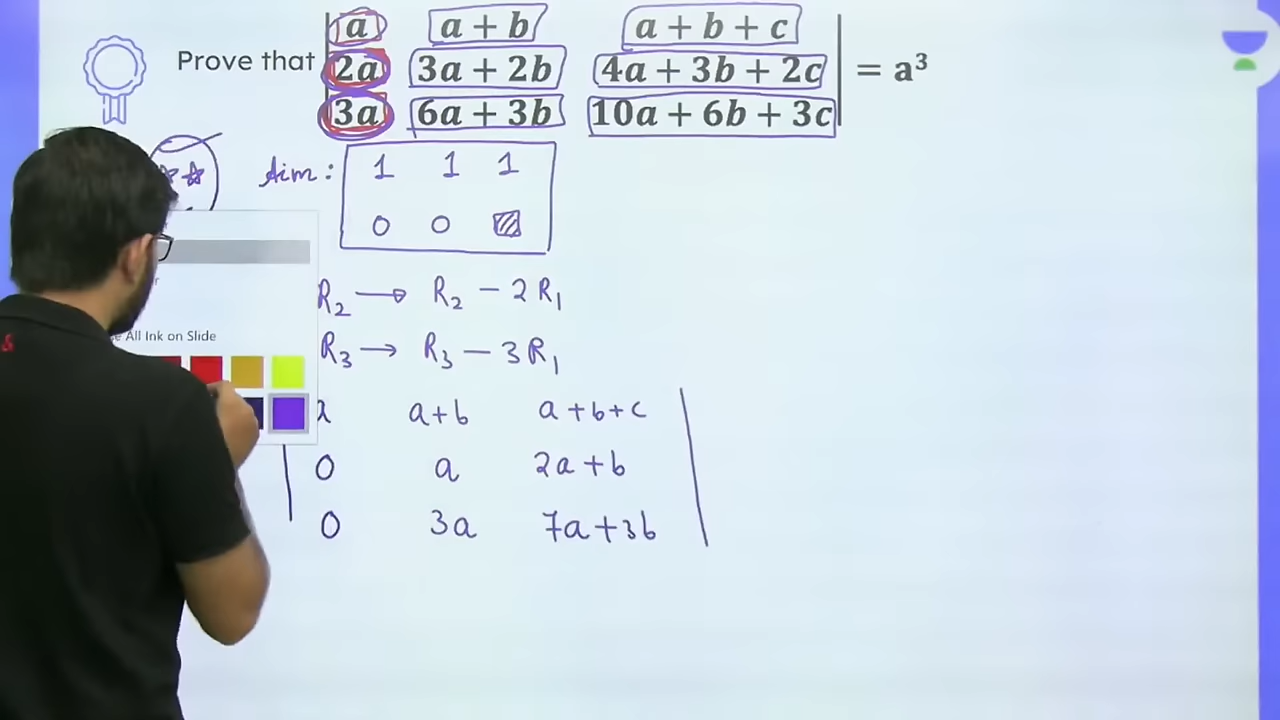 Prove that | a a + b a + b + c | = a³
2a 3a + 2b 4a + 3b + 2c
3a 6a + 3b 10a + 6b + 3c
Aim : 1 1 1
0 0
R₂ → R₂ − 2R₁
All Ink on Slide
R₃ → R₃ − 3R₁
a+b a+b+c
0 a 2a+b
0 3a 7a+3b